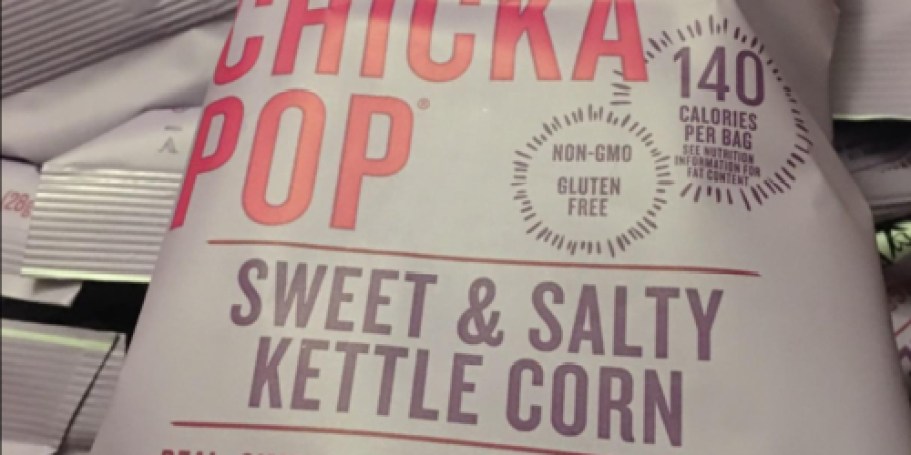 CHICKA
POP®
140
CALORIES
PER BAG
SEE NUTRITION
INFORMATION FOR
FAT CONTENT
NON-GMO
GLUTEN
FREE
SWEET & SALTY
KETTLE CORN
(28g